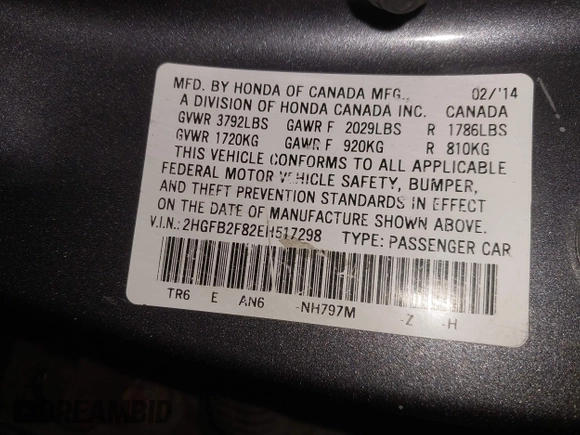 MFD. BY HONDA OF CANADA MFG., 02/'14
A DIVISION OF HONDA CANADA INC. CANADA
GVWR 3792LBS GAWR F 2029LBS R 1786LBS
GVWR 1720KG GAWR F 920KG R 810KG
THIS VEHICLE CONFORMS TO ALL APPLICABLE
FEDERAL MOTOR VEHICLE SAFETY, BUMPER,
AND THEFT PREVENTION STANDARDS IN EFFECT
ON THE DATE OF MANUFACTURE SHOWN ABOVE.
V.I.N.: 2HGFB2F82EH517298 TYPE: PASSENGER CAR
TR6 E AN6 -NH797M -Z -H
DREAMBID